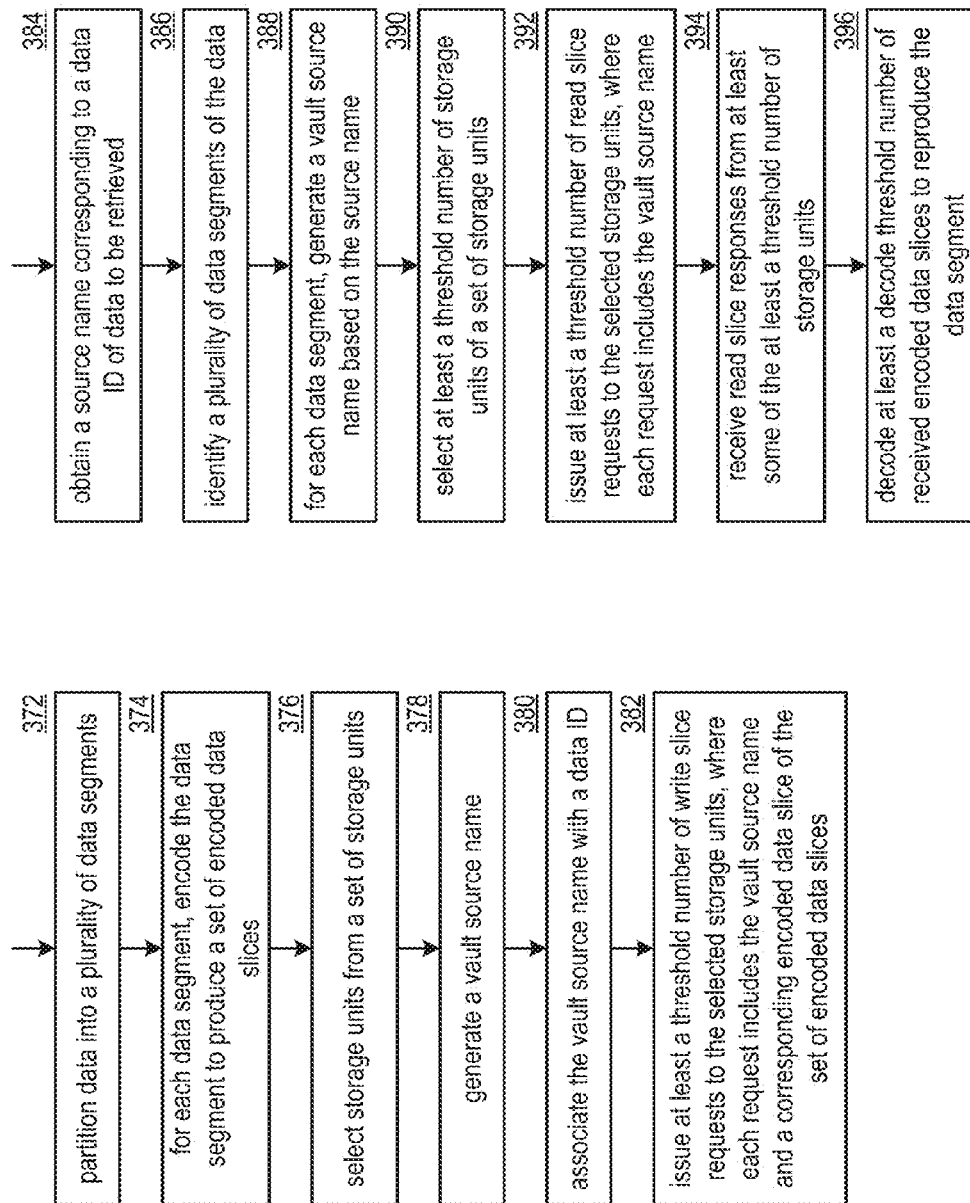 372
partition data into a plurality of data segments
374
for each data segment, encode the data
segment to produce a set of encoded data
slices
376
select storage units from a set of storage units
378
generate a vault source name
380
associate the vault source name with a data ID
382
issue at least a threshold number of write slice
requests to the selected storage units, where
each request includes the vault source name
and a corresponding encoded data slice of the
set of encoded data slices
384
obtain a source name corresponding to a data
ID of data to be retrieved
386
identify a plurality of data segments of the data
388
for each data segment, generate a vault source
name based on the source name
390
select at least a threshold number of storage
units of a set of storage units
392
issue at least a threshold number of read slice
requests to the selected storage units, where
each request includes the vault source name
394
receive read slice responses from at least
some of the at least a threshold number of
storage units
396
decode at least a decode threshold number of
received encoded data slices to reproduce the
data segment